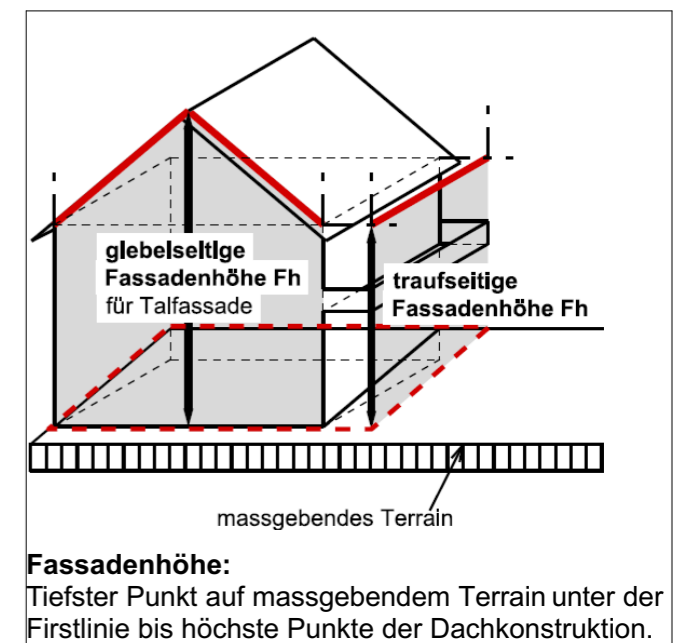 giebelseitige
Fassadenhöhe Fh
für Talfassade
traufseitige
Fassadenhöhe Fh
massgebendes Terrain
Fassadenhöhe:
Tiefster Punkt auf massgebendem Terrain unter der
Firstlinie bis höchste Punkte der Dachkonstruktion.